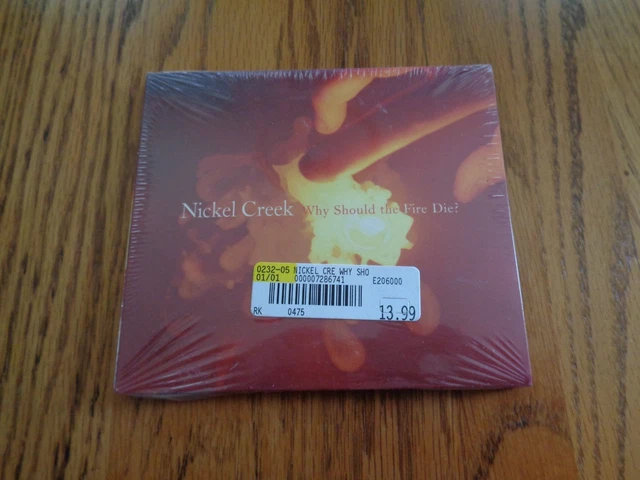 Nickel Creek Why Should the Fire Die?
0232-05 NICKEL CRE WHY SHO
01/01 000007286741 E206000
RK 0475 13.99